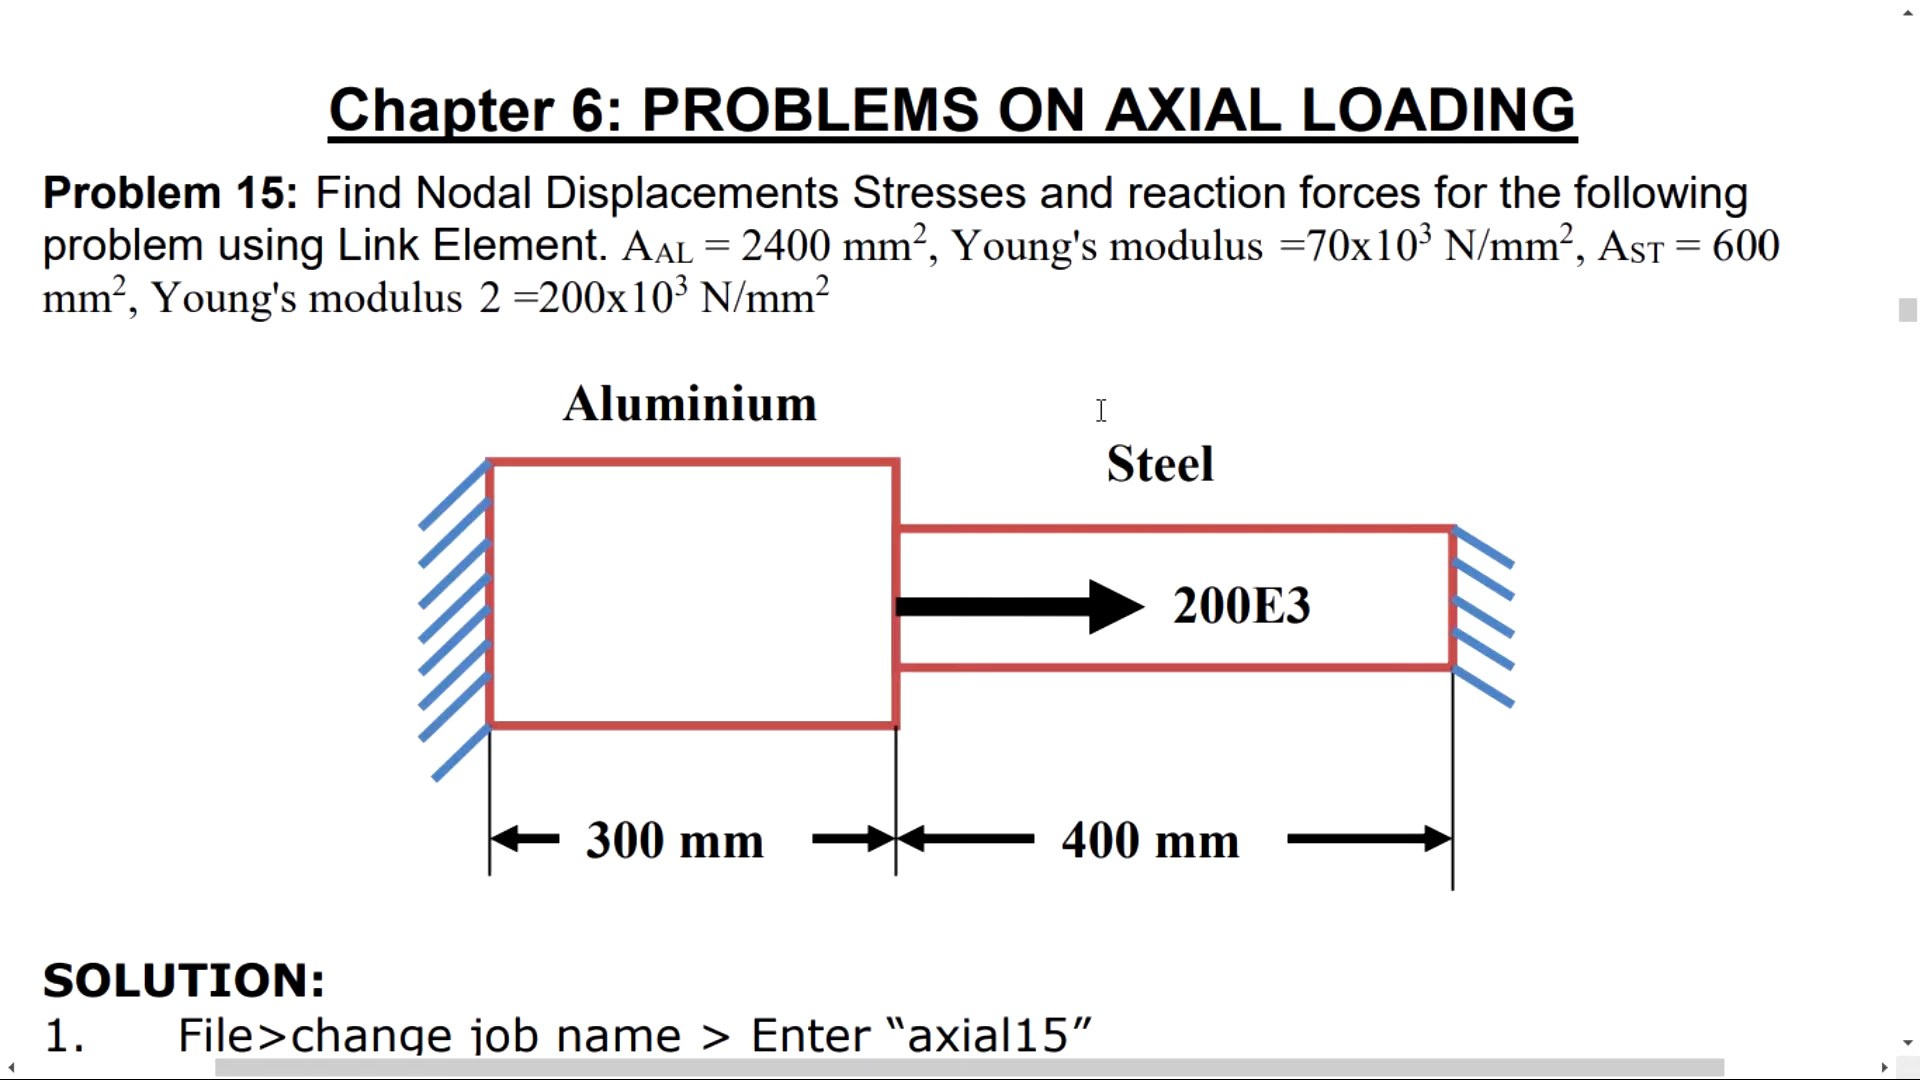 Chapter 6: PROBLEMS ON AXIAL LOADING
Problem 15: Find Nodal Displacements Stresses and reaction forces for the following
problem using Link Element. AAL = 2400 mm², Young's modulus =70x10³ N/mm², AST = 600
mm², Young's modulus 2 =200x10³ N/mm²
Aluminium
Steel
200E3
300 mm
400 mm
SOLUTION:
1. File>change job name > Enter “axial15”